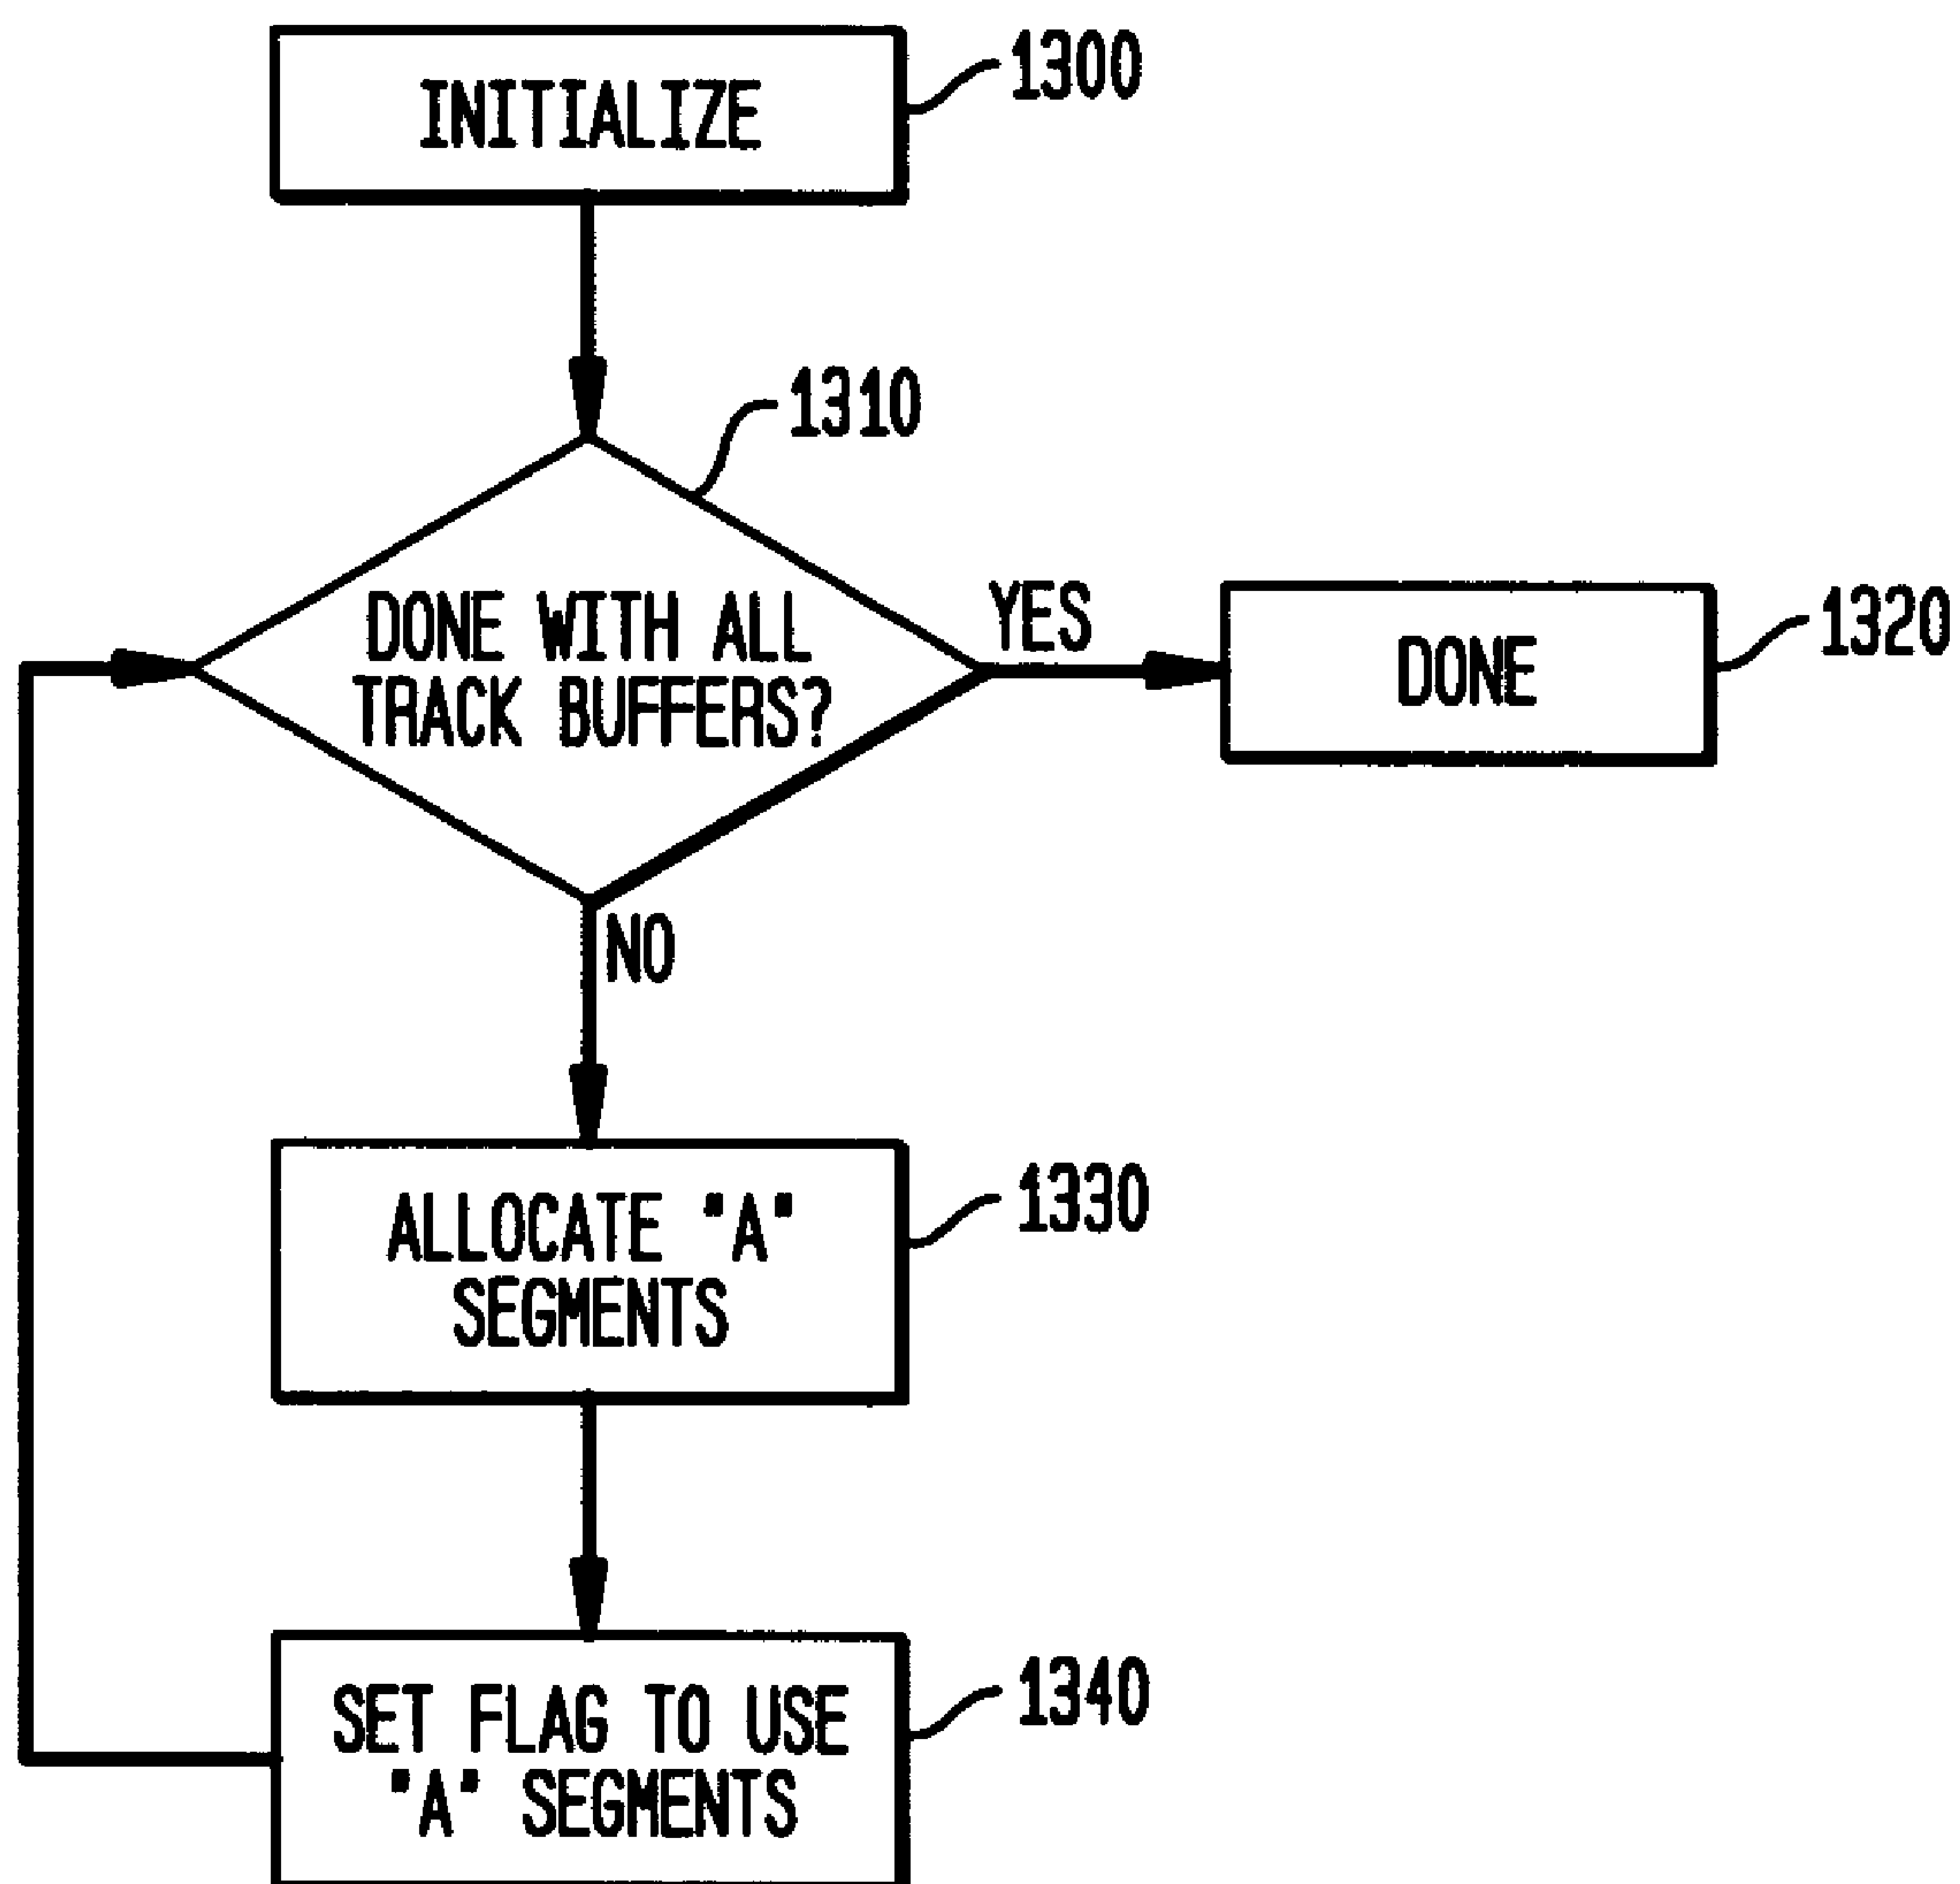 INITIALIZE
1300
1310
DONE WITH ALL
TRACK BUFFERS?
YES
DONE
1320
NO
ALLOCATE "A"
SEGMENTS
1330
SET FLAG TO USE
"A" SEGMENTS
1340